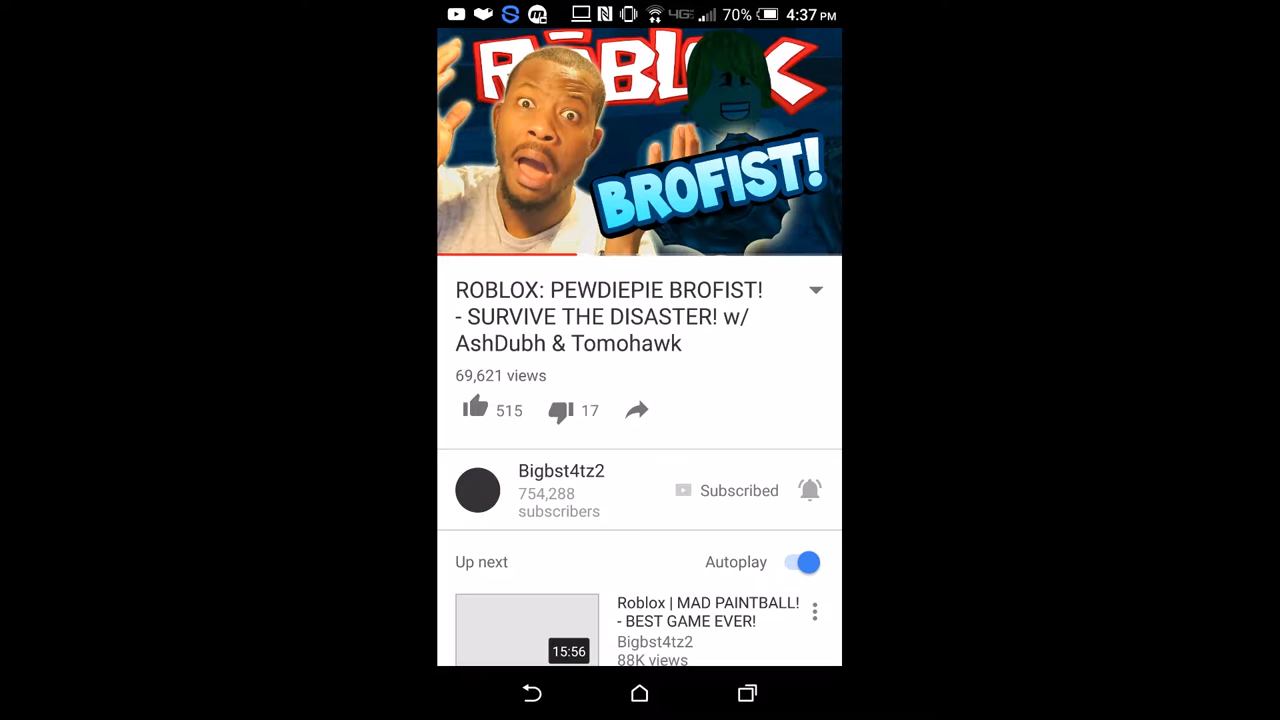 4G
70%
4:37 PM
ROBLOX
BROFIST!
ROBLOX: PEWDIEPIE BROFIST!
- SURVIVE THE DISASTER! w/
AshDubh & Tomohawk
69,621 views
515
17
Bigbst4tz2
754,288
subscribers
Subscribed
Up next
Autoplay
15:56
Roblox | MAD PAINTBALL!
- BEST GAME EVER!
Bigbst4tz2
88K views